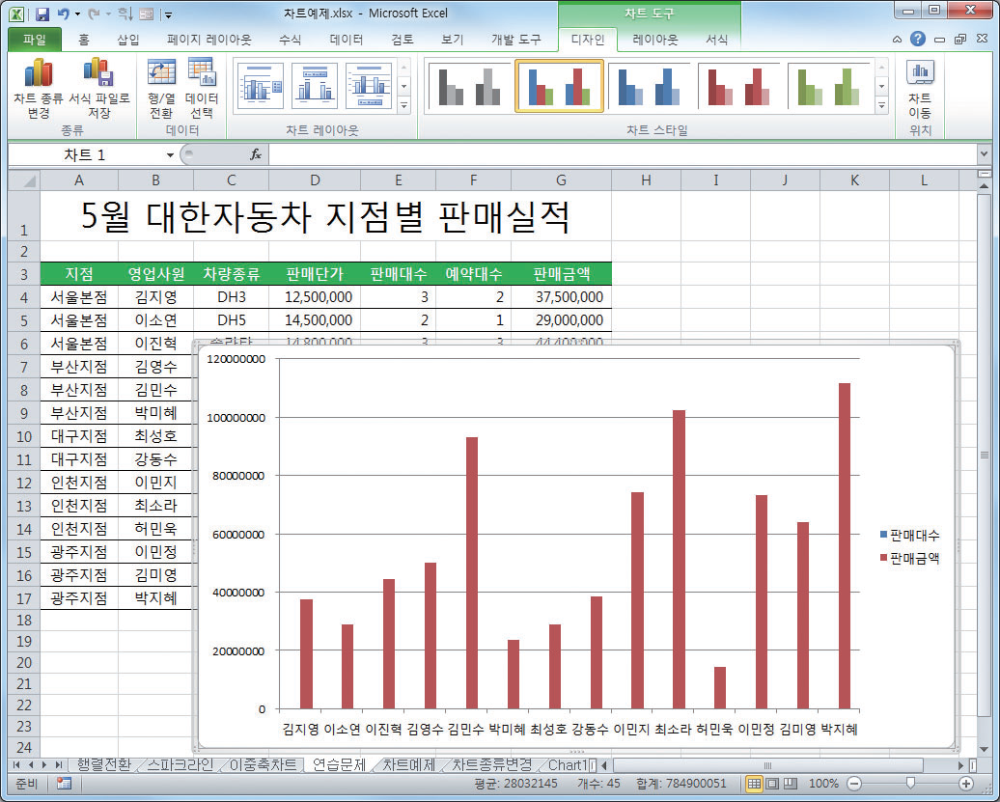 차트예제.xlsx - Microsoft Excel
차트 도구
파일 홈 삽입 페이지 레이아웃 수식 데이터 검토 보기 개발 도구 디자인 레이아웃 서식
차트 종류 변경
서식 파일로 저장
행/열 전환
데이터 선택
차트 이동
종류 데이터 차트 레이아웃 차트 스타일 위치
차트 1 fx
A B C D E F G H I J K L
1 5월 대한자동차 지점별 판매실적
2
3 지점 영업사원 차량종류 판매단가 판매대수 예약대수 판매금액
4 서울본점 김지영 DH3 12,500,000 3 2 37,500,000
5 서울본점 이소연 DH5 14,500,000 2 1 29,000,000
6 서울본점 이진혁 쏘라타 14,800,000 3 3 44,400,000
7 부산지점 김영수
8 부산지점 김민수
9 부산지점 박미혜
10 대구지점 최성호
11 대구지점 강동수
12 인천지점 이민지
13 인천지점 최소라
14 인천지점 허민욱
15 광주지점 이민정
16 광주지점 김미영
17 광주지점 박지혜
18
19
20
21
22
23
24
120000000
100000000
80000000
60000000
40000000
20000000
0
판매대수
판매금액
김지영 이소연 이진혁 김영수 김민수 박미혜 최성호 강동수 이민지 최소라 허민욱 이민정 김미영 박지혜
행렬전환 스파크라인 이중축차트 연습문제 차트예제 차트종류변경 Chart1
준비 평균: 28032145 개수: 45 합계: 784900051 100%